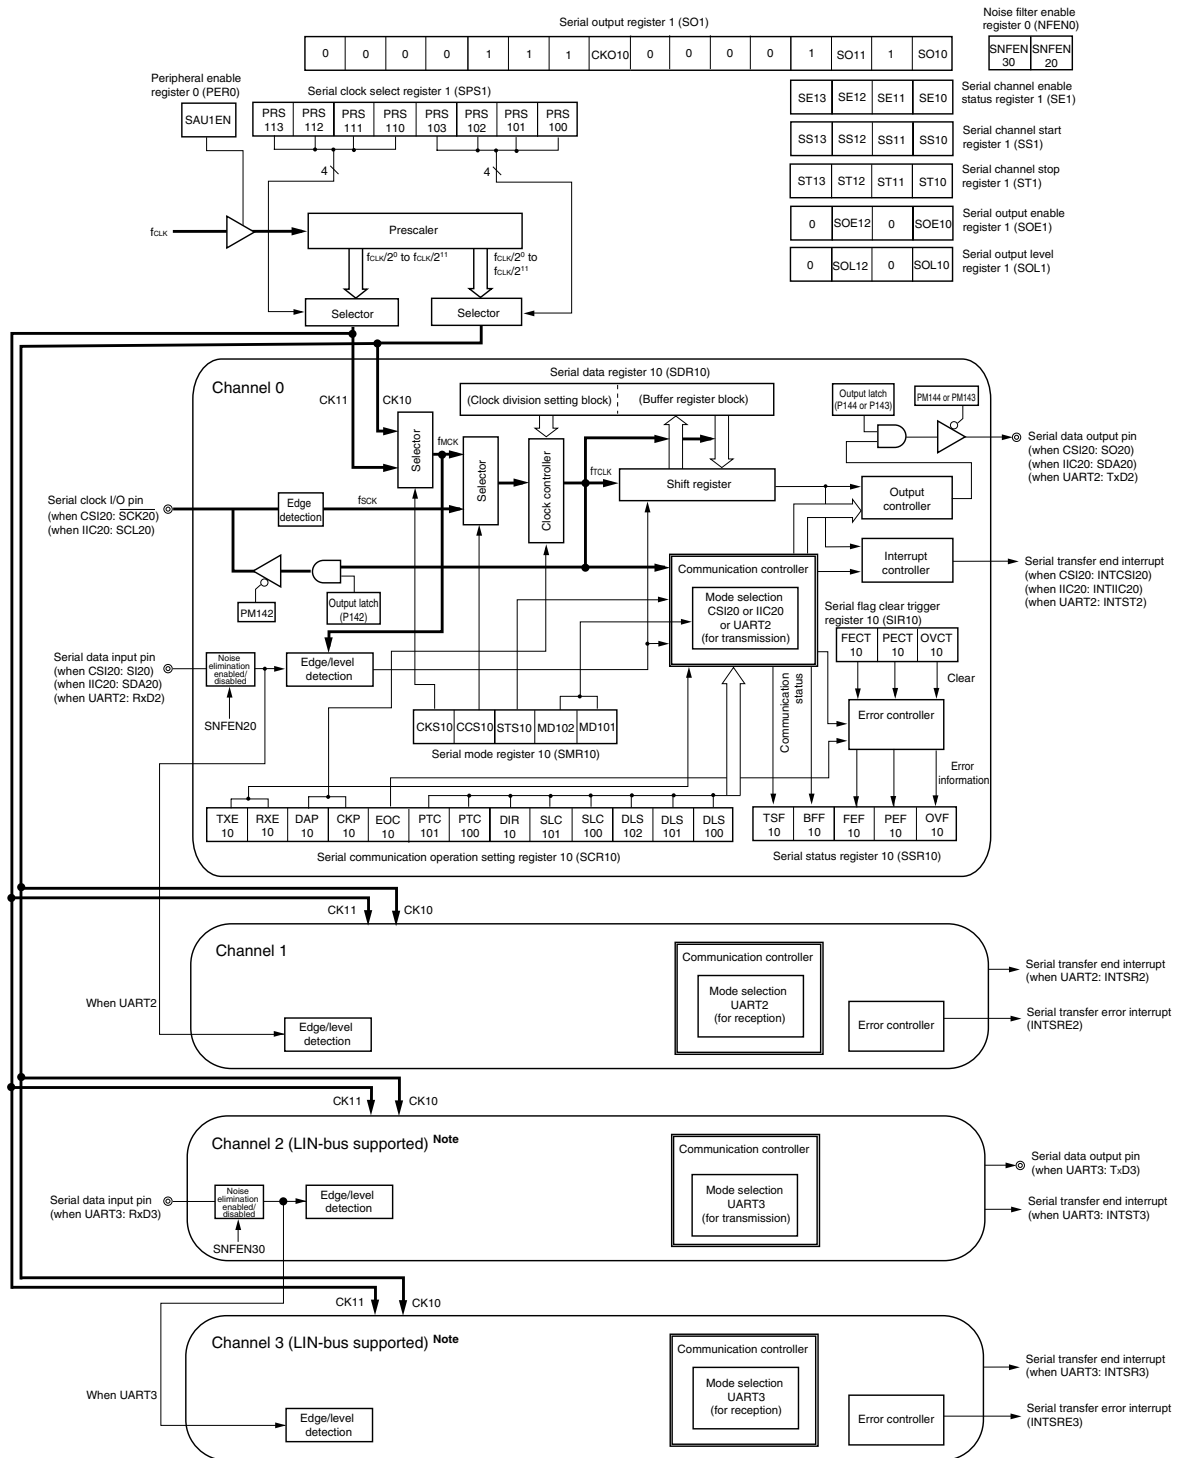 Serial output register 1 (SO1)
0 0 0 0 1 1 1 CKO10 0 0 0 0 1 SO11 1 SO10
Noise filter enable
register 0 (NFEN0)
SNFEN 30 SNFEN 20
Peripheral enable
register 0 (PER0)
SAU1EN
Serial clock select register 1 (SPS1)
PRS 113 PRS 112 PRS 111 PRS 110 PRS 103 PRS 102 PRS 101 PRS 100
4
4
SE13 SE12 SE11 SE10
Serial channel enable
status register 1 (SE1)
SS13 SS12 SS11 SS10
Serial channel start
register 1 (SS1)
ST13 ST12 ST11 ST10
Serial channel stop
register 1 (ST1)
0 SOE12 0 SOE10
Serial output enable
register 1 (SOE1)
0 SOL12 0 SOL10
Serial output level
register 1 (SOL1)
fCLK
Prescaler
fCLK/2⁰ to fCLK/2¹¹
fCLK/2⁰ to
fCLK/2¹¹
Selector
Selector
Channel 0
CK11
CK10
Serial data register 10 (SDR10)
(Clock division setting block)
(Buffer register block)
Output latch
(P144 or P143)
PM144 or PM143
Serial data output pin
(when CSI20: SO20)
(when IIC20: SDA20)
(when UART2: TxD2)
Selector
fMCK
Selector
Clock controller
fTCLK
Shift register
Output
controller
Serial clock I/O pin
(when CSI20: SCK20)
(when IIC20: SCL20)
Edge
detection
fSCK
Interrupt
controller
Serial transfer end interrupt
(when CSI20: INTCSI20)
(when IIC20: INTIIC20)
(when UART2: INTST2)
Communication controller
Mode selection
CSI20 or IIC20
or UART2
(for transmission)
PM142
Output latch
(P142)
Serial flag clear trigger
register 10 (SIR10)
FECT 10 PECT 10 OVCT 10
Clear
Serial data input pin
(when CSI20: SI20)
(when IIC20: SDA20)
(when UART2: RxD2)
Noise
elimination
enabled/
disabled
SNFEN20
Edge/level
detection
CKS10 CCS10 STS10 MD102 MD101
Serial mode register 10 (SMR10)
Communication
status
Error controller
Error
information
TXE 10 RXE 10 DAP 10 CKP 10 EOC 10 PTC 101 PTC 100 DIR 10 SLC 101 SLC 100 DLS 102 DLS 101 DLS 100
Serial communication operation setting register 10 (SCR10)
TSF 10 BFF 10 FEF 10 PEF 10 OVF 10
Serial status register 10 (SSR10)
CK11
CK10
Channel 1
Communication controller
Mode selection
UART2
(for reception)
When UART2
Edge/level
detection
Error controller
Serial transfer end interrupt
(when UART2: INTSR2)
Serial transfer error interrupt
(INTSRE2)
CK11
CK10
Channel 2 (LIN-bus supported) Note
Communication controller
Mode selection
UART3
(for transmission)
Serial data input pin
(when UART3: RxD3)
Noise
elimination
enabled/
disabled
SNFEN30
Edge/level
detection
Serial data output pin
(when UART3: TxD3)
Serial transfer end interrupt
(when UART3: INTST3)
CK11
CK10
Channel 3 (LIN-bus supported) Note
Communication controller
Mode selection
UART3
(for reception)
When UART3
Edge/level
detection
Error controller
Serial transfer end interrupt
(when UART3: INTSR3)
Serial transfer error interrupt
(INTSRE3)